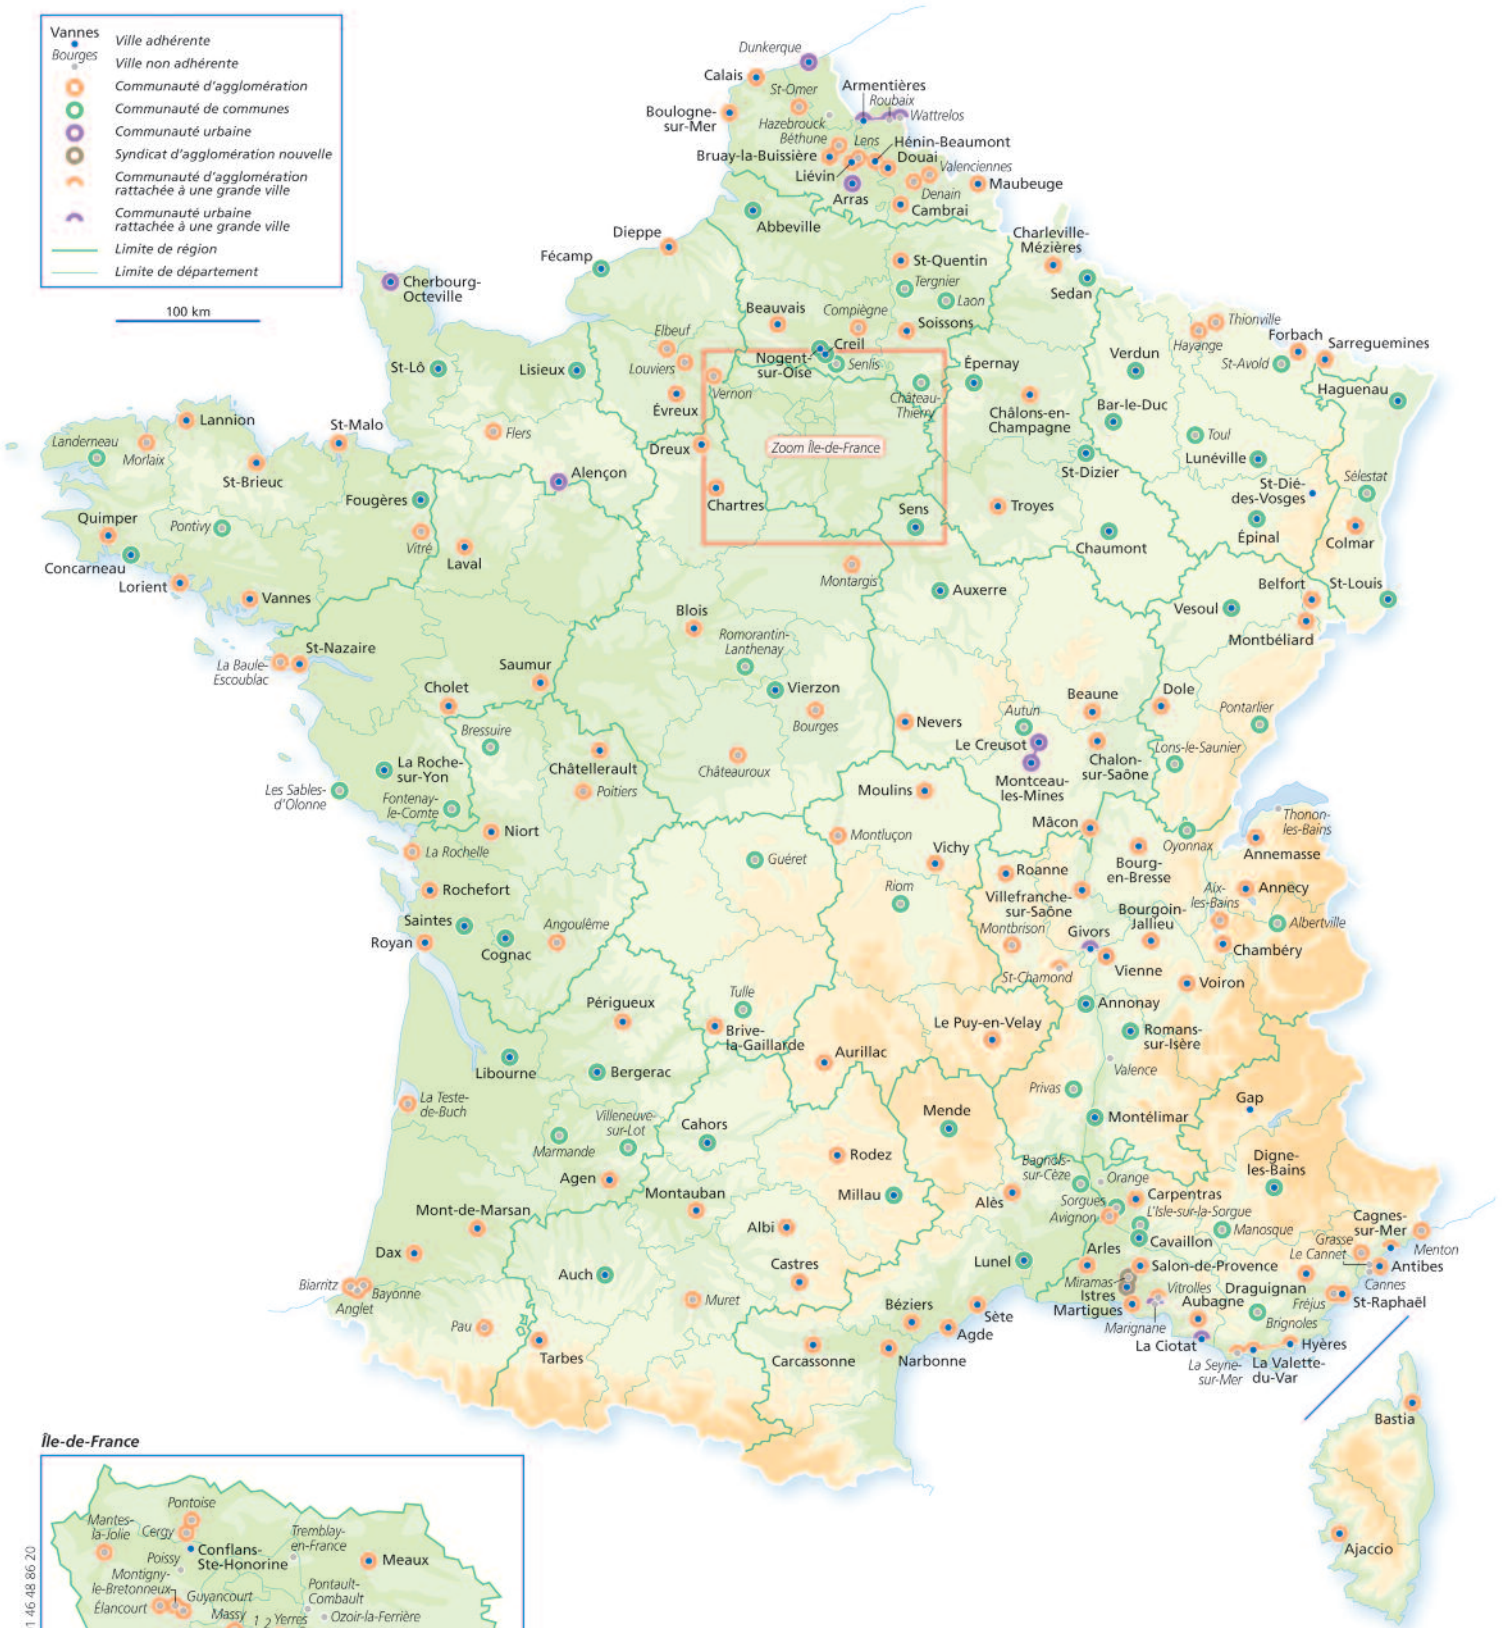 Vannes
Ville adhérente
Bourges
Ville non adhérente
Communauté d'agglomération
Communauté de communes
Communauté urbaine
Syndicat d'agglomération nouvelle
Communauté d'agglomération
rattachée à une grande ville
Communauté urbaine
rattachée à une grande ville
Limite de région
Limite de département
100 km
Dunkerque
Calais
St-Omer
Armentières
Roubaix
Wattrelos
Boulogne-
sur-Mer
Hazebrouck
Béthune
Lens
Hénin-Beaumont
Bruay-la-Buissière
Douai
Valenciennes
Liévin
Denain
Maubeuge
Arras
Cambrai
Abbeville
Dieppe
Charleville-
Mézières
Fécamp
St-Quentin
Tergnier
Sedan
Cherbourg-
Octeville
Laon
Beauvais
Compiègne
Soissons
Thionville
Elbeuf
Hayange
Forbach
Sarreguemines
Creil
Nogent-
sur-Oise
Senlis
Épernay
Verdun
St-Avold
St-Lô
Lisieux
Louviers
Vernon
Château-
Thierry
Haguenau
Évreux
Châlons-en-
Champagne
Bar-le-Duc
Lannion
St-Malo
Flers
Toul
Landerneau
Morlaix
Dreux
Zoom Île-de-France
St-Dizier
Lunéville
St-Brieuc
Alençon
Sélestat
St-Dié-
des-Vosges
Fougères
Chartres
Sens
Troyes
Quimper
Pontivy
Vitré
Laval
Chaumont
Épinal
Colmar
Concarneau
Lorient
Montargis
Belfort
St-Louis
Vannes
Auxerre
Vesoul
Blois
Montbéliard
Romorantin-
Lanthenay
St-Nazaire
La Baule-
Escoublac
Saumur
Cholet
Vierzon
Beaune
Dole
Bourges
Nevers
Autun
Pontarlier
Bressuire
Le Creusot
Lons-le-Saunier
La Roche-
sur-Yon
Châtellerault
Châteauroux
Chalon-
sur-Saône
Montceau-
les-Mines
Les Sables-
d'Olonne
Fontenay-
le-Comte
Poitiers
Moulins
Thonon-
les-Bains
Niort
Montluçon
Mâcon
Oyonnax
La Rochelle
Annemasse
Guéret
Vichy
Roanne
Bourg-
en-Bresse
Rochefort
Riom
Villefranche-
sur-Saône
Aix-
les-Bains
Annecy
Saintes
Angoulême
Bourgoin-
Jallieu
Albertville
Royan
Cognac
Montbrison
Givors
Chambéry
St-Chamond
Vienne
Voiron
Périgueux
Tulle
Annonay
Brive-
la-Gaillarde
Le Puy-en-Velay
Romans-
sur-Isère
Aurillac
Libourne
Bergerac
Valence
Privas
La Teste-
de-Buch
Gap
Villeneuve-
sur-Lot
Cahors
Mende
Montélimar
Marmande
Rodez
Bagnols-
sur-Cèze
Digne-
les-Bains
Agen
Orange
Montauban
Millau
Alès
Sorgues
Carpentras
Mont-de-Marsan
Avignon
L'Isle-sur-la-Sorgue
Albi
Manosque
Cagnes-
sur-Mer
Dax
Cavaillon
Grasse
Menton
Arles
Le Cannet
Auch
Castres
Lunel
Salon-de-Provence
Antibes
Biarritz
Bayonne
Miramas
Cannes
Anglet
Muret
Istres
Vitrolles
Draguignan
Béziers
Sète
Martigues
Aubagne
Fréjus
St-Raphaël
Pau
Agde
Marignane
Brignoles
Tarbes
Carcassonne
Narbonne
La Ciotat
Hyères
La Seyne-
sur-Mer
La Valette-
du-Var
Bastia
Ajaccio
Île-de-France
Pontoise
Mantes-
la-Jolie
Cergy
Tremblay-
en-France
Conflans-
Ste-Honorine
Poissy
Meaux
Montigny-
le-Bretonneux
Pontault-
Combault
Guyancourt
Élancourt
Massy
1 2
Yerres
Ozoir-la-Ferrière
1 46 48 86 20